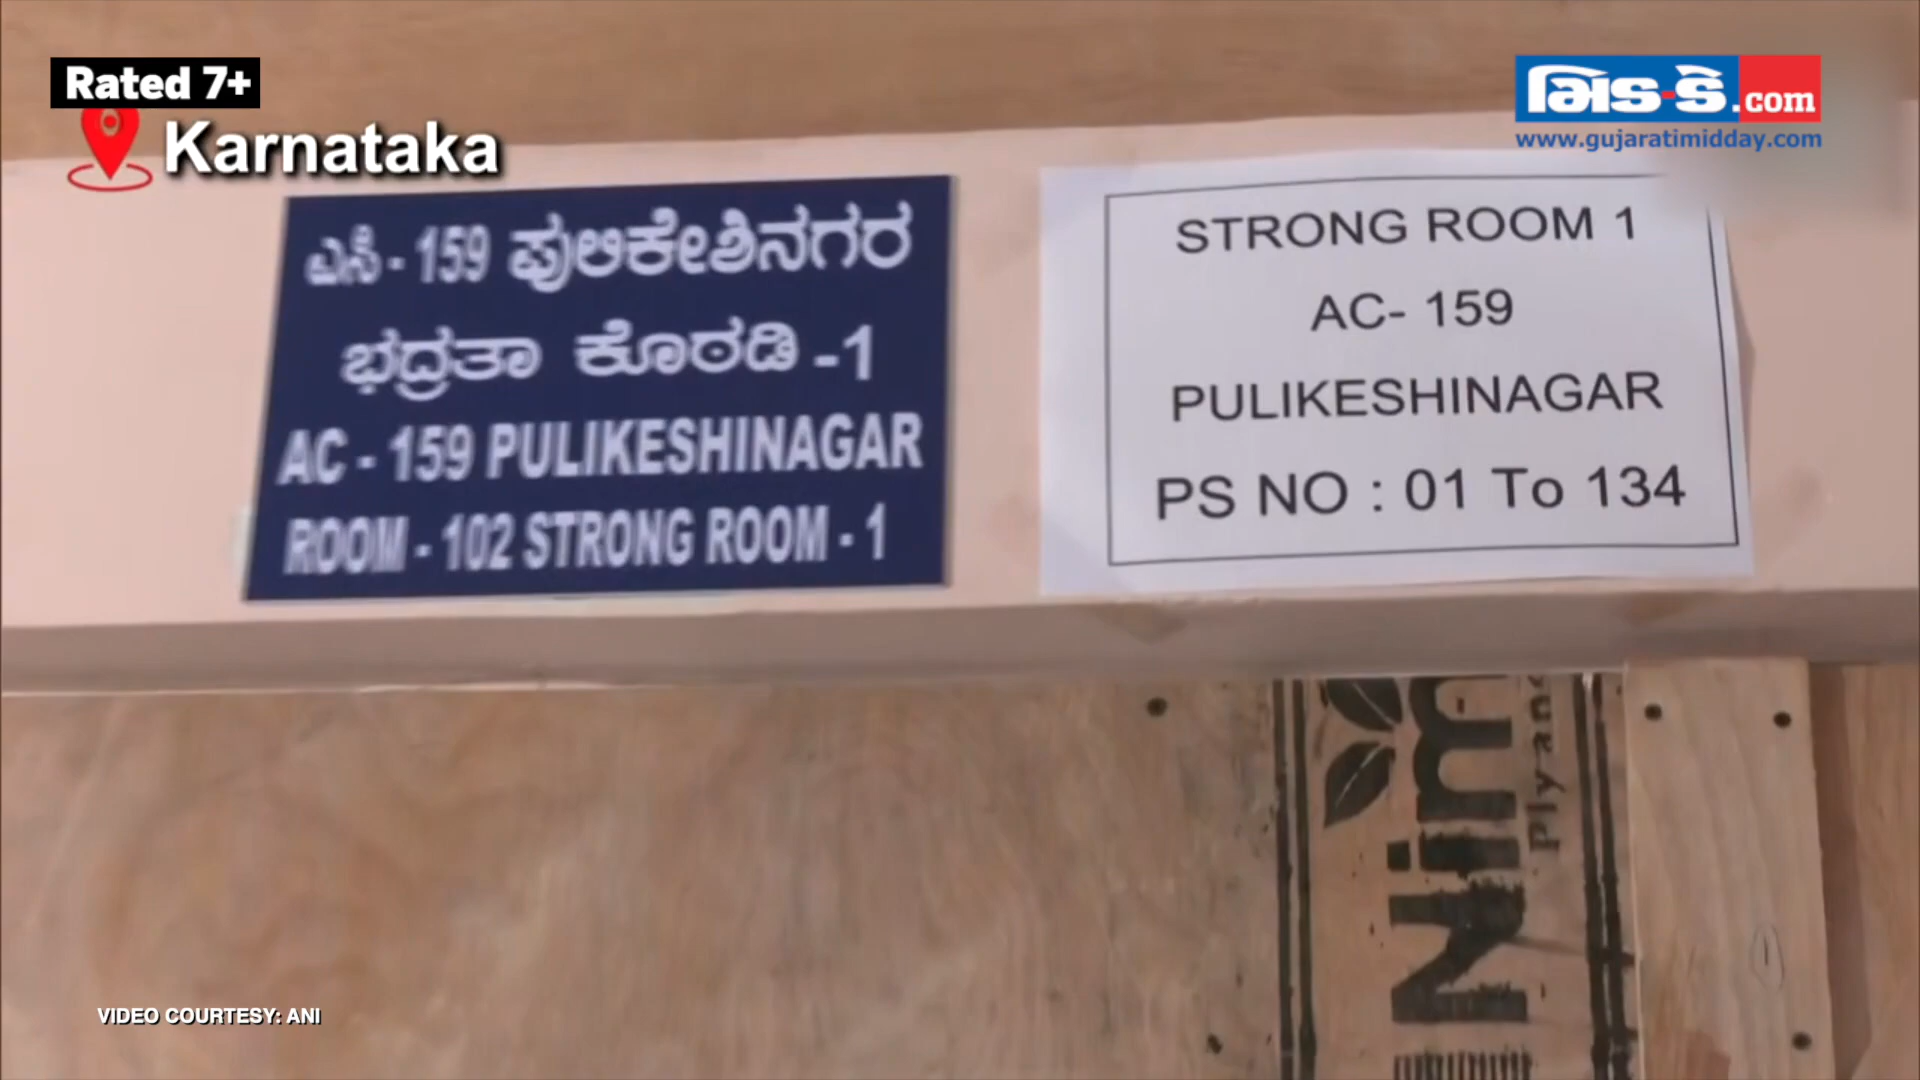 Rated 7+
Karnataka
મિડ-ડે.com
www.gujaratimidday.com
ಎಸಿ - 159 ಪುಲಿಕೇಶಿನಗರ
ಭದ್ರತಾ ಕೊಠಡಿ -1
AC - 159 PULIKESHINAGAR
ROOM - 102 STRONG ROOM - 1
STRONG ROOM 1
AC- 159
PULIKESHINAGAR
PS NO : 01 To 134
VIDEO COURTESY: ANI